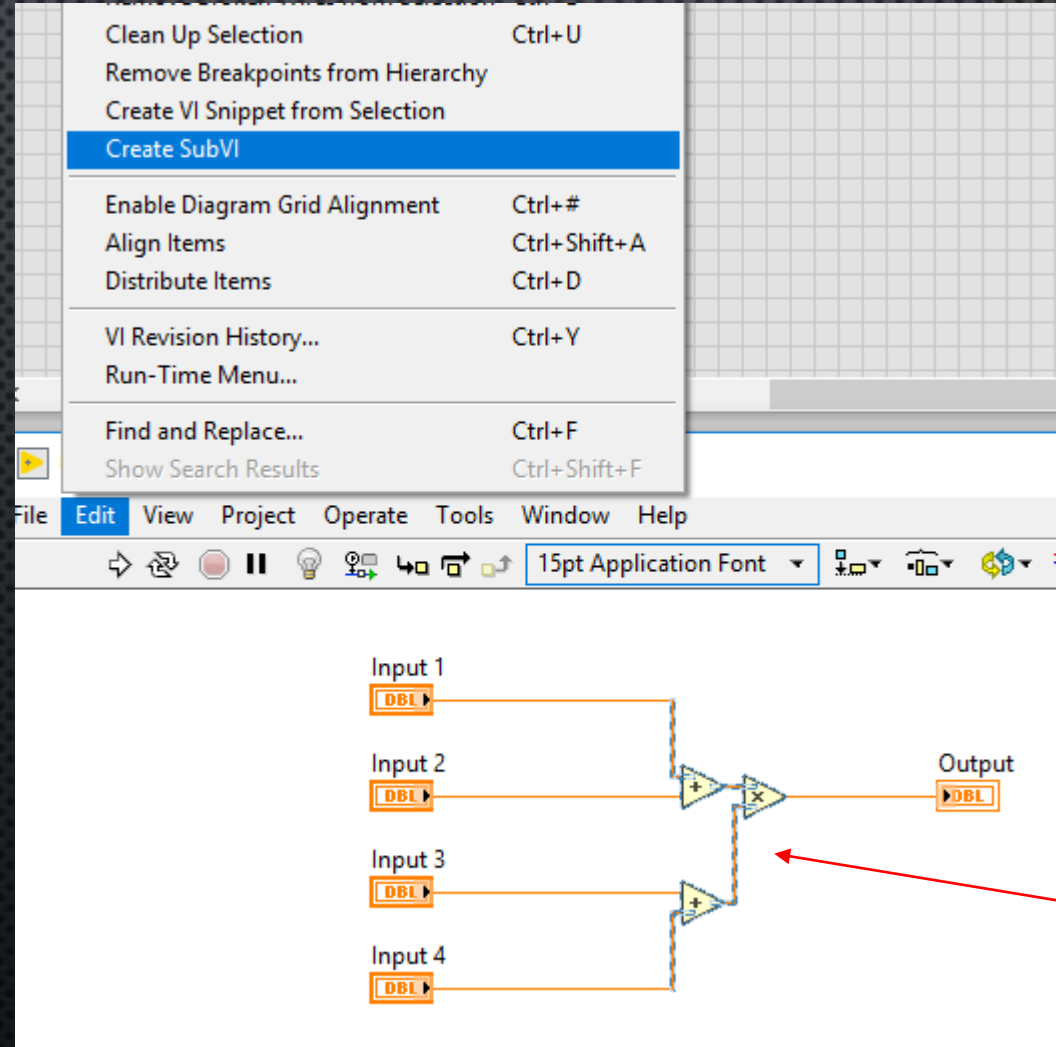 Clean Up Selection Ctrl+U
Remove Breakpoints from Hierarchy
Create VI Snippet from Selection
Create SubVI
Enable Diagram Grid Alignment Ctrl+#
Align Items Ctrl+Shift+A
Distribute Items Ctrl+D
VI Revision History... Ctrl+Y
Run-Time Menu...
Find and Replace... Ctrl+F
Show Search Results Ctrl+Shift+F
File Edit View Project Operate Tools Window Help
15pt Application Font
Input 1
DBL
Input 2
DBL
+
×
Output
DBL
Input 3
DBL
+
Input 4
DBL